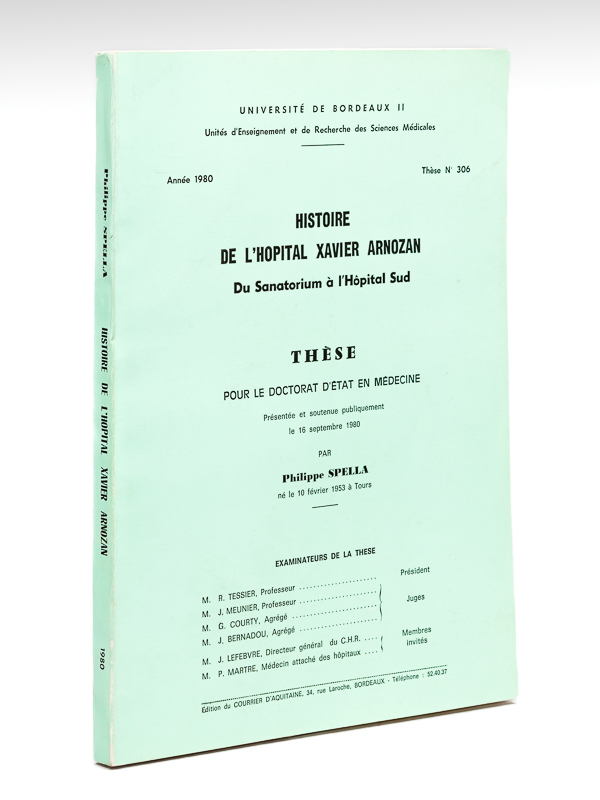 UNIVERSITÉ DE BORDEAUX II
Unités d'Enseignement et de Recherche des Sciences Médicales
Année 1980
Thèse N° 306
HISTOIRE
DE L'HOPITAL XAVIER ARNOZAN
Du Sanatorium à l'Hôpital Sud
THÈSE
POUR LE DOCTORAT D'ÉTAT EN MÉDECINE
Présentée et soutenue publiquement
le 16 septembre 1980
PAR
Philippe SPELLA
né le 10 février 1953 à Tours
EXAMINATEURS DE LA THESE
M. R. TESSIER, Professeur ..................... Président
M. J. MEUNIER, Professeur .....................
M. G. COURTY, Agrégé ..................... Juges
M. J. BERNADOU, Agrégé .....................
M. J. LEFEBVRE, Directeur général du C.H.R. .... Membres
M. P. MARTRE, Médecin attaché des hôpitaux .... invités
Édition du COURRIER D'AQUITAINE, 34, rue Laroche, BORDEAUX - Téléphone : 52.40.37
Philippe SPELLA HISTOIRE DE L'HOPITAL XAVIER ARNOZAN 1980